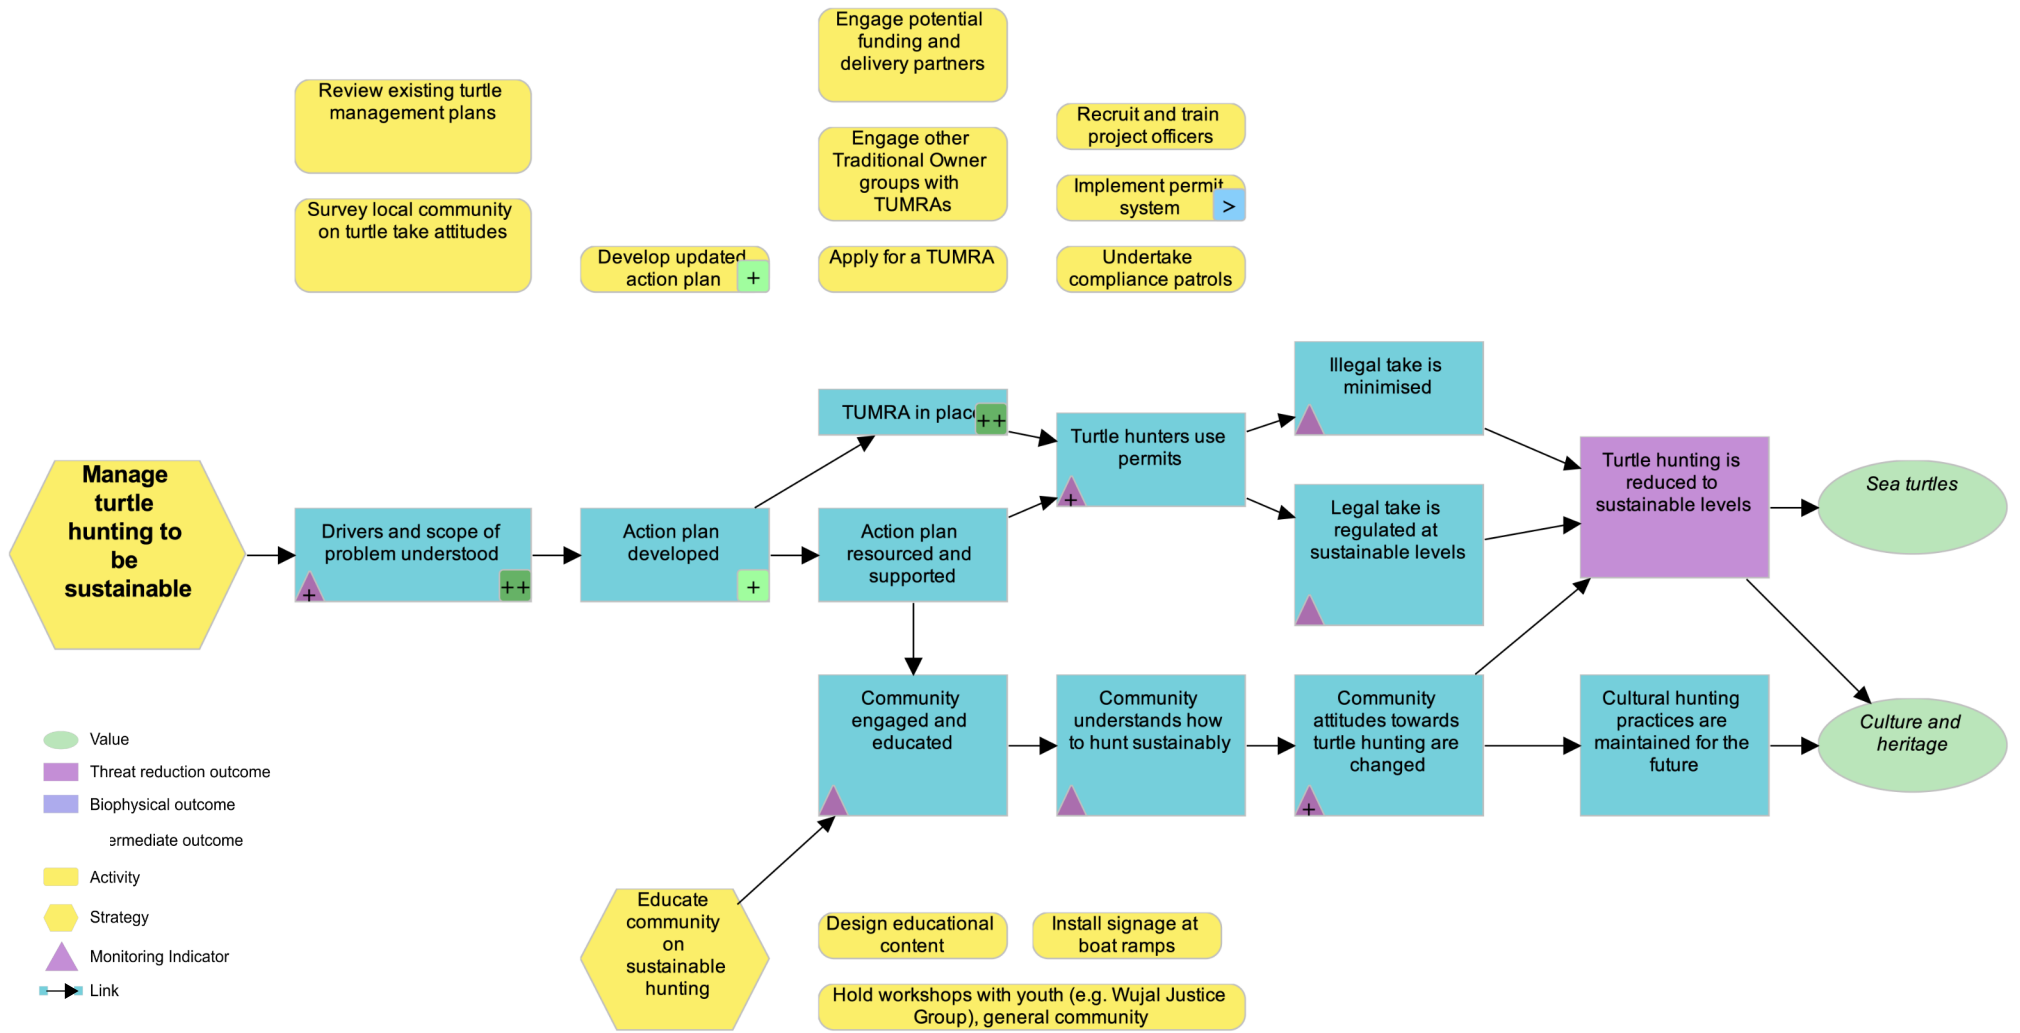 Engage potential
funding and
delivery partners
Review existing turtle
management plans
Recruit and train
project officers
Engage other
Traditional Owner
groups with
TUMRAs
Implement permit
system
>
Survey local community
on turtle take attitudes
Develop updated
action plan
+
Apply for a TUMRA
Undertake
compliance patrols
Illegal take is
minimised
TUMRA in place
++
Turtle hunters use
permits
+
Manage
turtle
hunting to
be
sustainable
Drivers and scope of
problem understood
+
++
Action plan
developed
+
Action plan
resourced and
supported
Legal take is
regulated at
sustainable levels
Turtle hunting is
reduced to
sustainable levels
Sea turtles
Community
engaged and
educated
Community
understands how
to hunt sustainably
Community
attitudes towards
turtle hunting are
changed
+
Cultural hunting
practices are
maintained for the
future
Culture and
heritage
Value
Threat reduction outcome
Biophysical outcome
ermediate outcome
Activity
Strategy
Monitoring Indicator
Link
Educate
community
on
sustainable
hunting
Design educational
content
Install signage at
boat ramps
Hold workshops with youth (e.g. Wujal Justice
Group), general community